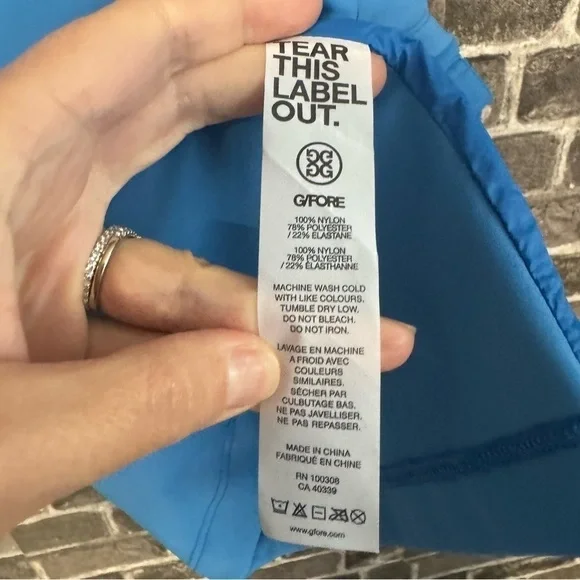 TEAR
THIS
LABEL
OUT.
G/FORE
100% NYLON
78% POLYESTER
/ 22% ELASTANE
100% NYLON
78% POLYESTER
/ 22% ELASTHANNE
MACHINE WASH COLD
WITH LIKE COLOURS.
TUMBLE DRY LOW.
DO NOT BLEACH.
DO NOT IRON.
LAVAGE EN MACHINE
A FROID AVEC
COULEURS
SIMILAIRES.
SÉCHER PAR
CULBUTAGE BAS.
NE PAS JAVELLISER.
NE PAS REPASSER.
MADE IN CHINA
FABRIQUÉ EN CHINE
RN 100308
CA 40339
www.gfore.com